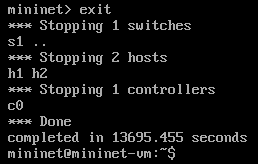 mininet> exit
*** Stopping 1 switches
s1 ..
*** Stopping 2 hosts
h1 h2
*** Stopping 1 controllers
c0
*** Done
completed in 13695.455 seconds
mininet@mininet-vm:~$